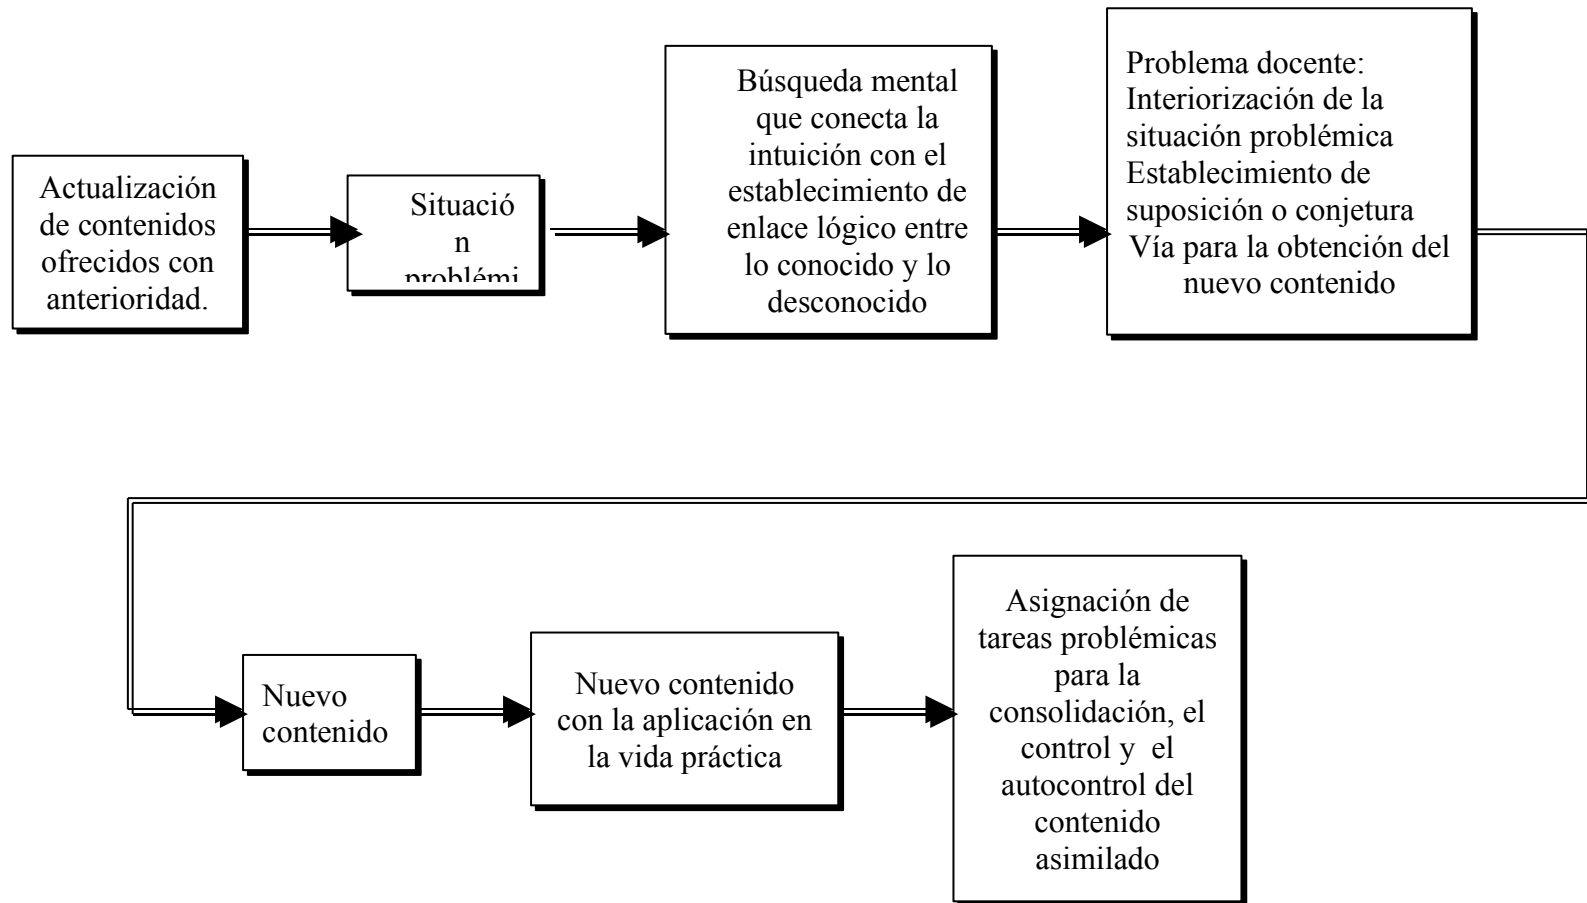 Actualización
de contenidos
ofrecidos con
anterioridad.
Situació
n
problémi
Búsqueda mental
que conecta la
intuición con el
establecimiento de
enlace lógico entre
lo conocido y lo
desconocido
Problema docente:
Interiorización de la
situación problémica
Establecimiento de
suposición o conjetura
Vía para la obtención del
nuevo contenido
Nuevo
contenido
Nuevo contenido
con la aplicación en
la vida práctica
Asignación de
tareas problémicas
para la
consolidación, el
control y  el
autocontrol del
contenido
asimilado